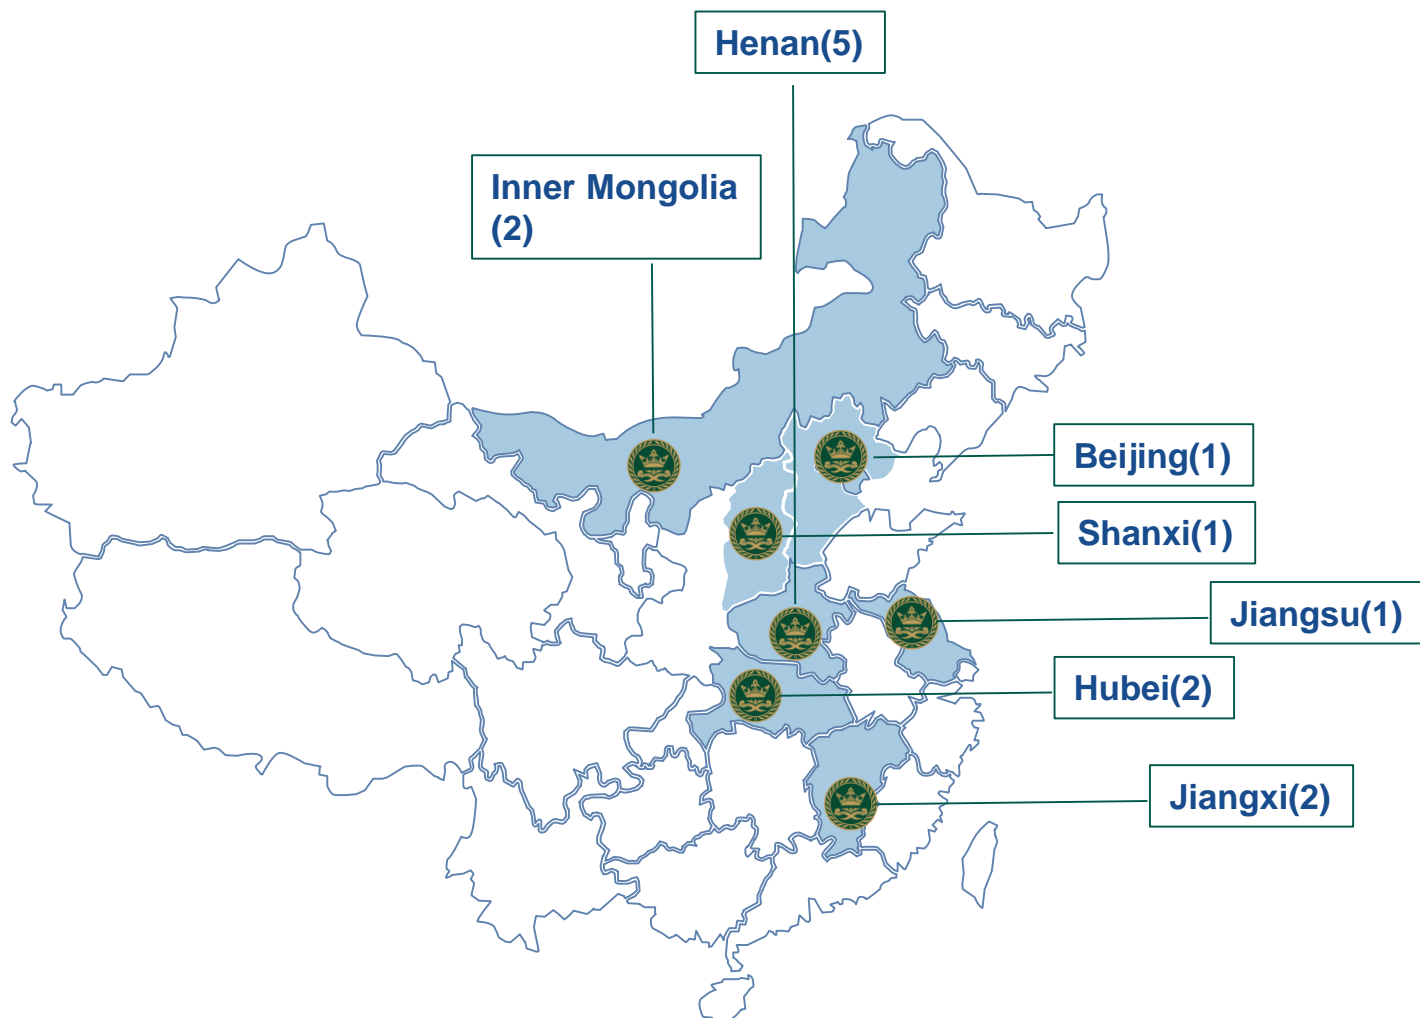 Henan(5)
Inner Mongolia
(2)
Beijing(1)
Shanxi(1)
Jiangsu(1)
Hubei(2)
Jiangxi(2)